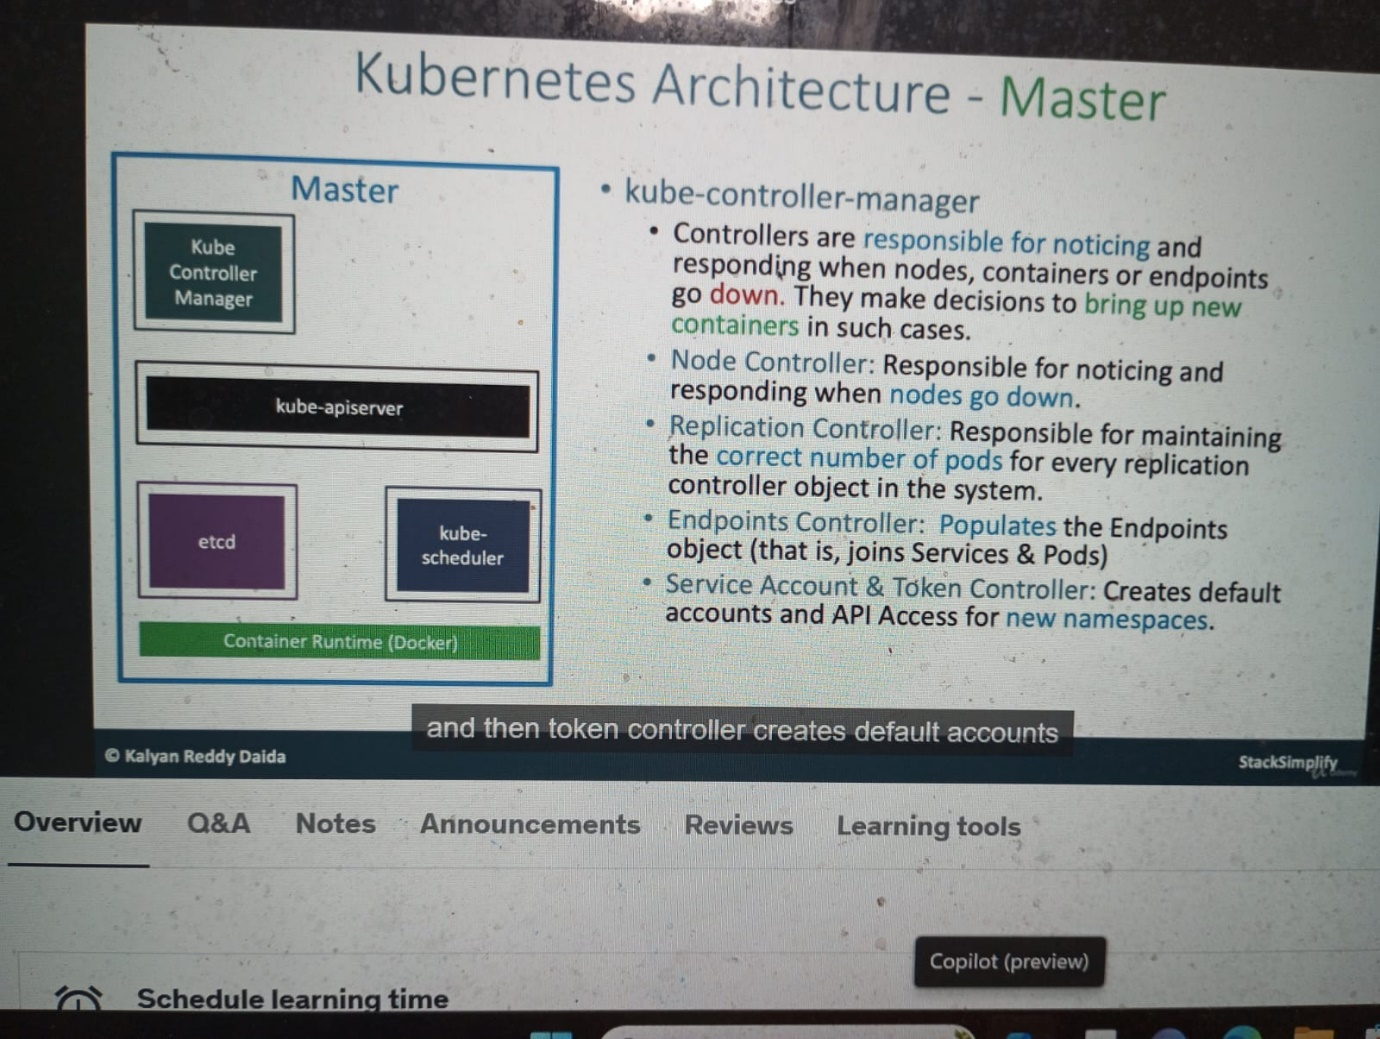 Kubernetes Architecture - Master
Master
Kube
Controller
Manager
kube-apiserver
etcd
kube-
scheduler
Container Runtime (Docker)
• kube-controller-manager
• Controllers are responsible for noticing and
responding when nodes, containers or endpoints
go down. They make decisions to bring up new
containers in such cases.
• Node Controller: Responsible for noticing and
responding when nodes go down.
• Replication Controller: Responsible for maintaining
the correct number of pods for every replication
controller object in the system.
• Endpoints Controller: Populates the Endpoints
object (that is, joins Services & Pods)
• Service Account & Token Controller: Creates default
accounts and API Access for new namespaces.
and then token controller creates default accounts
© Kalyan Reddy Daida
StackSimplify
Overview Q&A Notes Announcements Reviews Learning tools
Copilot (preview)
Schedule learning time